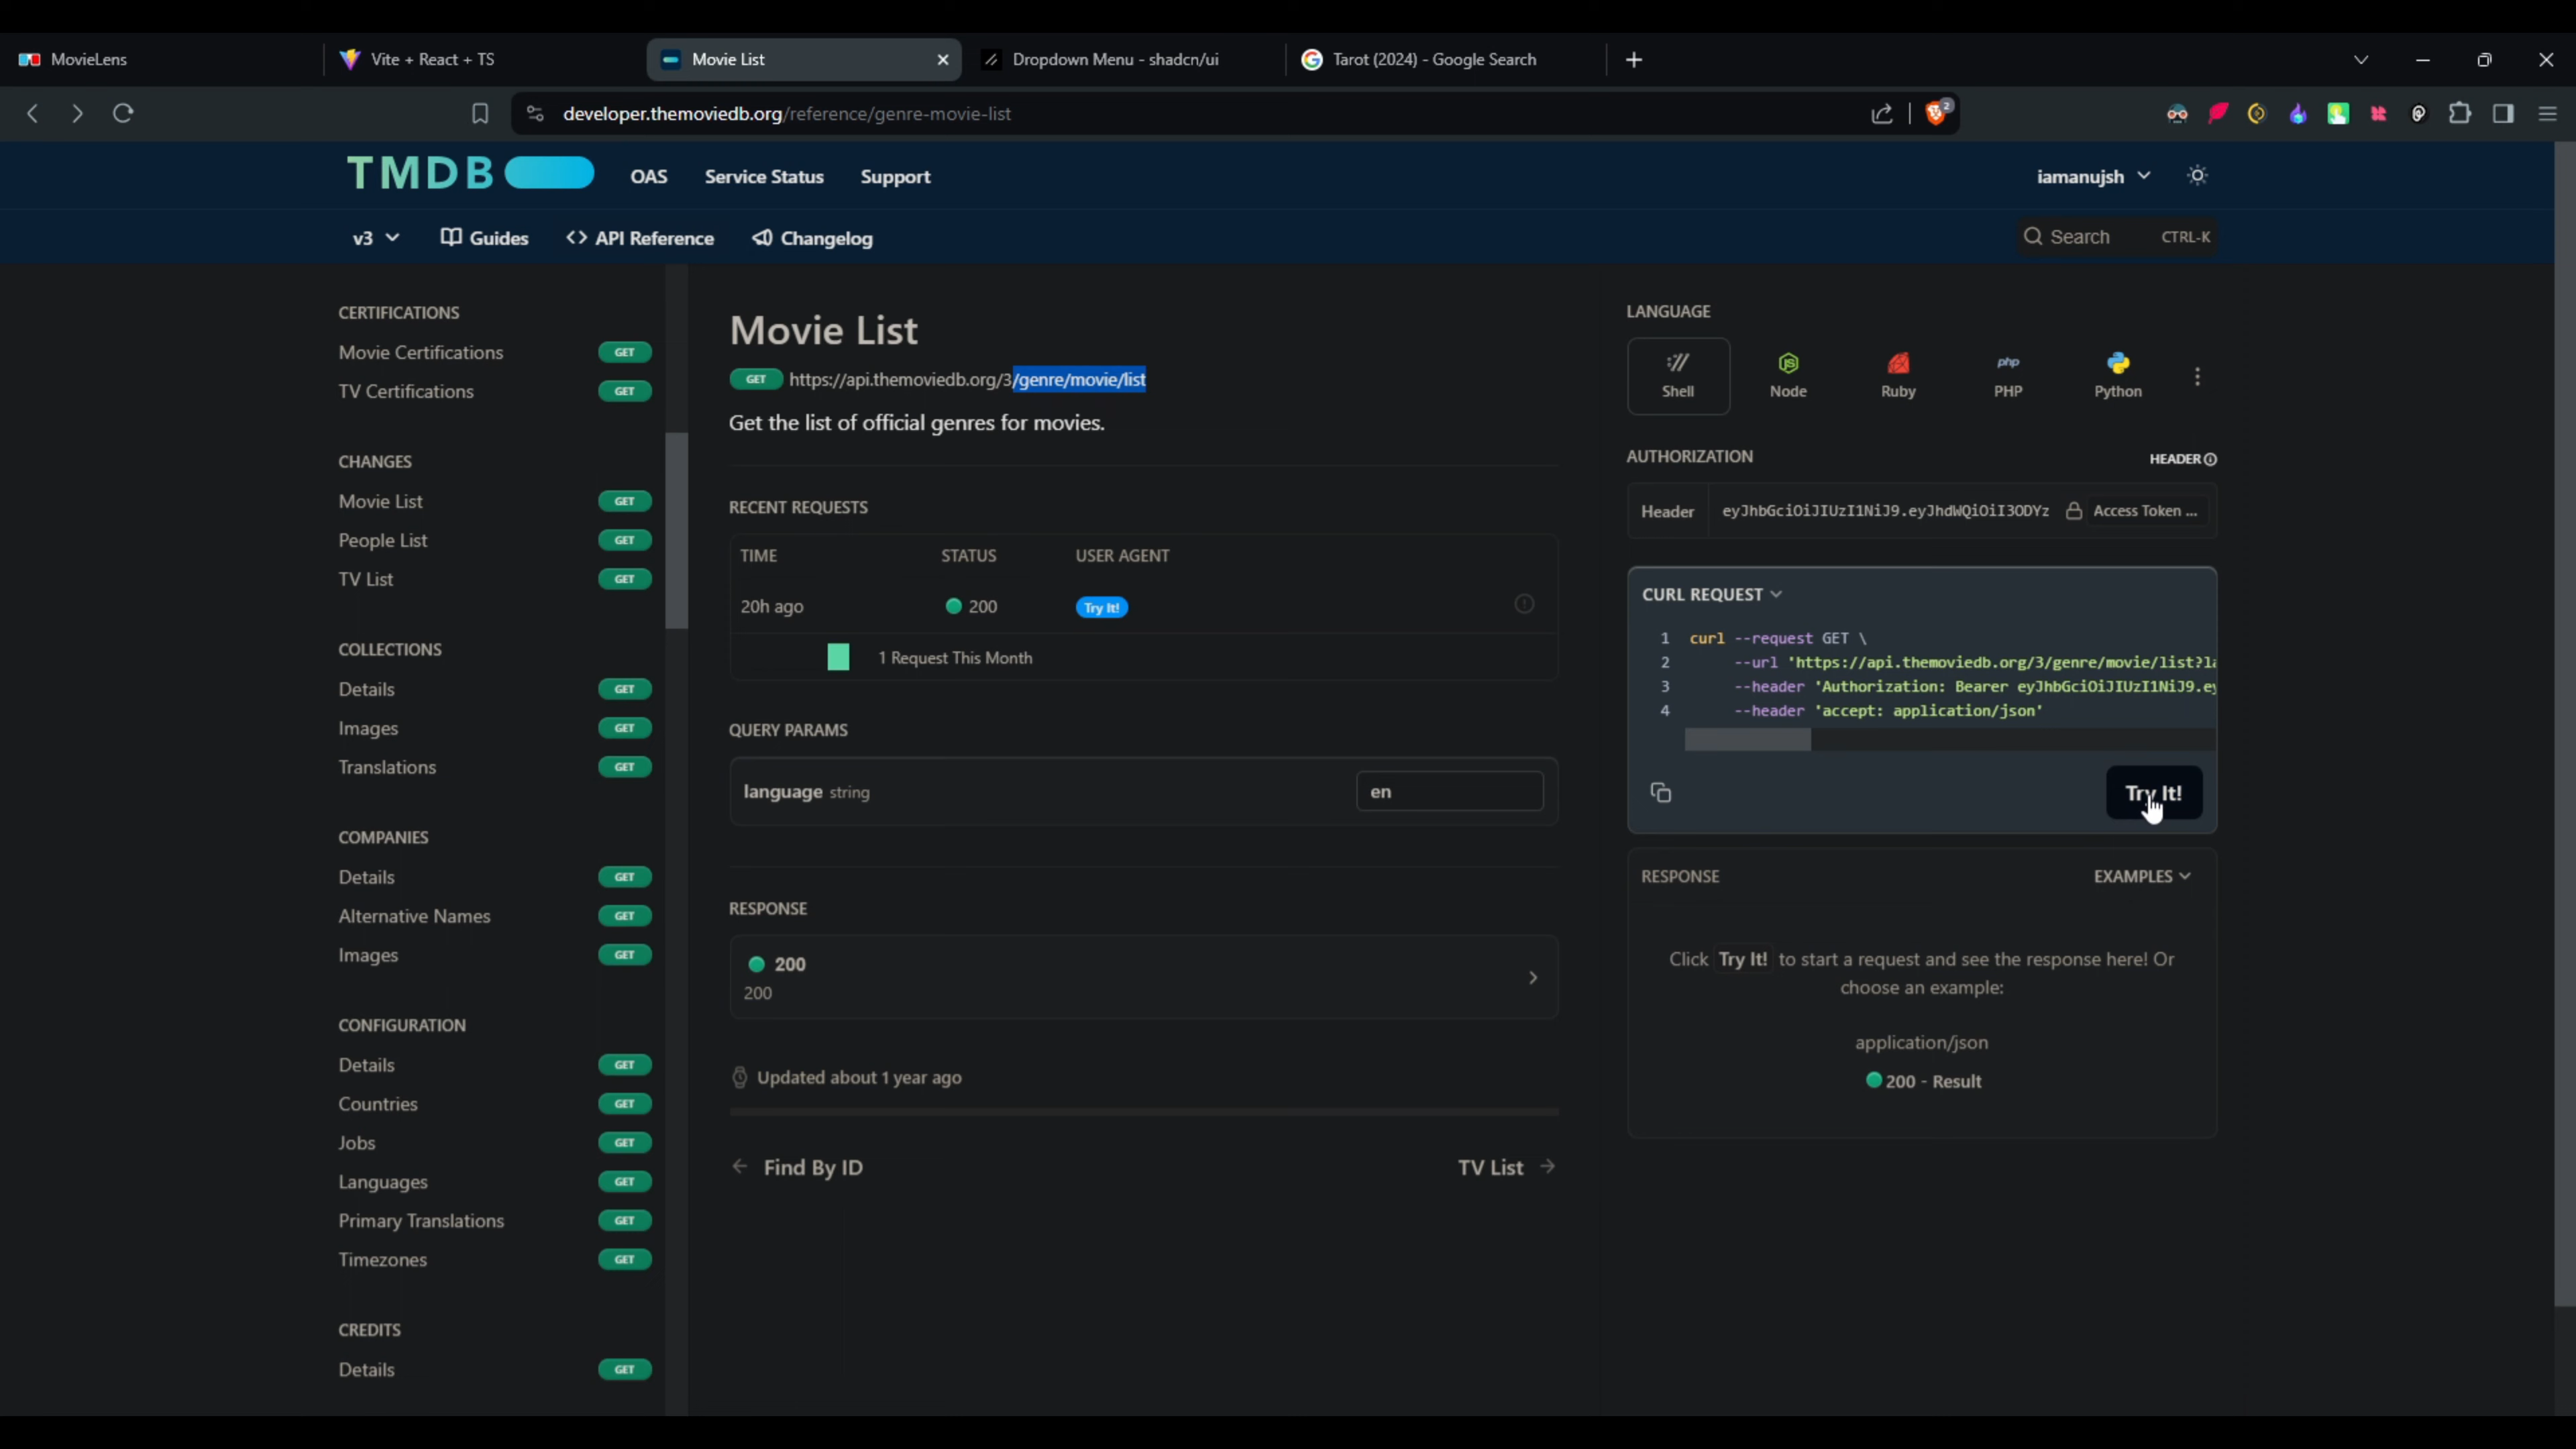 MovieLens
Vite + React + TS
Movie List
Dropdown Menu - shadcn/ui
Tarot (2024) - Google Search
developer.themoviedb.org/reference/genre-movie-list
2
TMDB
OAS
Service Status
Support
iamanujsh
v3
Guides
API Reference
Changelog
Search
CTRL-K
CERTIFICATIONS
Movie Certifications GET
TV Certifications GET
CHANGES
Movie List GET
People List GET
TV List GET
COLLECTIONS
Details GET
Images GET
Translations GET
COMPANIES
Details GET
Alternative Names GET
Images GET
CONFIGURATION
Details GET
Countries GET
Jobs GET
Languages GET
Primary Translations GET
Timezones GET
CREDITS
Details GET
Movie List
GET https://api.themoviedb.org/3/genre/movie/list
Get the list of official genres for movies.
RECENT REQUESTS
TIME STATUS USER AGENT
20h ago 200 Try It!
1 Request This Month
QUERY PARAMS
language string en
RESPONSE
200
200
Updated about 1 year ago
Find By ID
TV List
LANGUAGE
Shell
Node
Ruby
php
PHP
Python
AUTHORIZATION HEADER
Header eyJhbGciOiJIUzI1NiJ9.eyJhdWQiOiI3ODYz Access Token ...
CURL REQUEST
1 curl --request GET \
2 --url 'https://api.themoviedb.org/3/genre/movie/list?la
3 --header 'Authorization: Bearer eyJhbGciOiJIUzI1NiJ9.ey
4 --header 'accept: application/json'
Try It!
RESPONSE EXAMPLES
Click Try It! to start a request and see the response here! Or
choose an example:
application/json
200 - Result